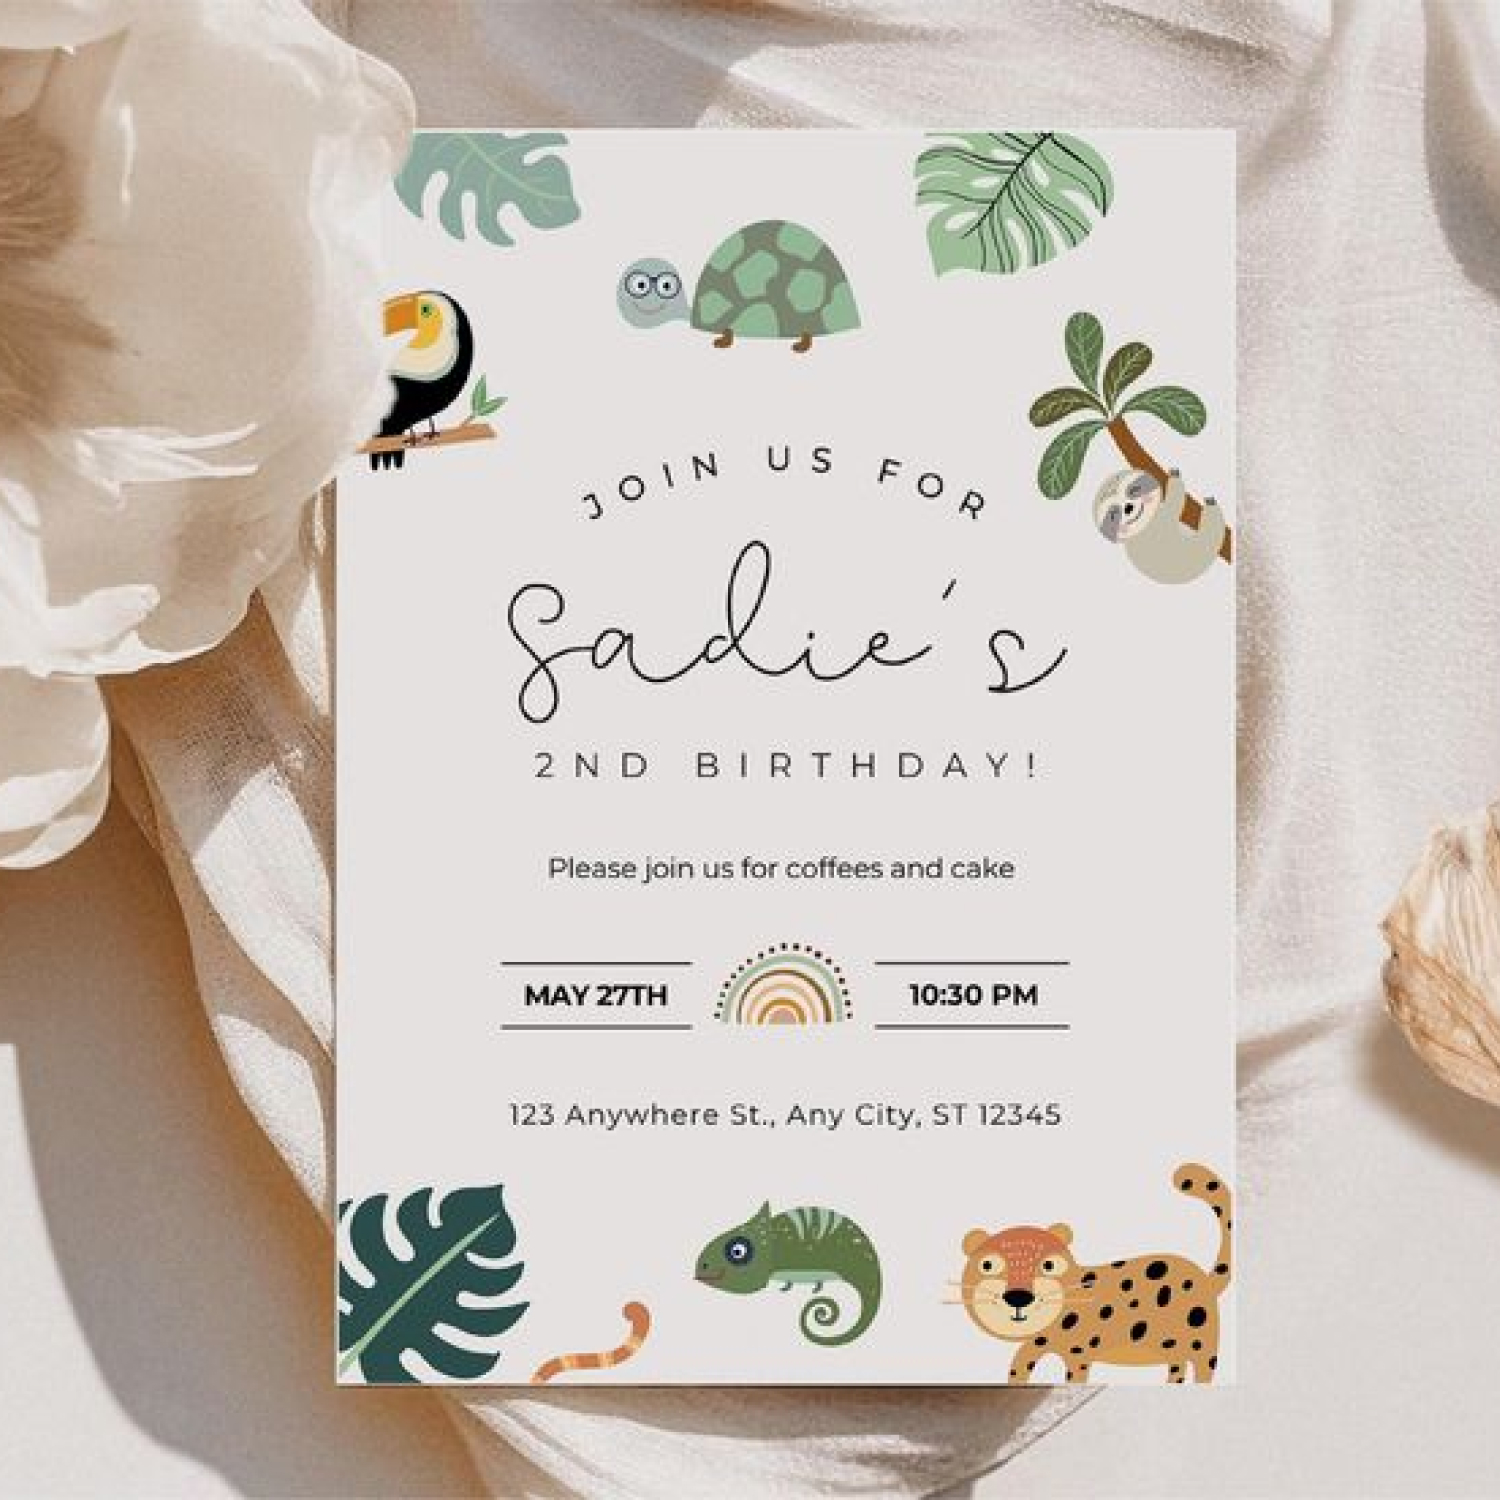 JOIN US FOR
Sadie's
2ND BIRTHDAY!
Please join us for coffees and cake
MAY 27TH
10:30 PM
123 Anywhere St., Any City, ST 12345